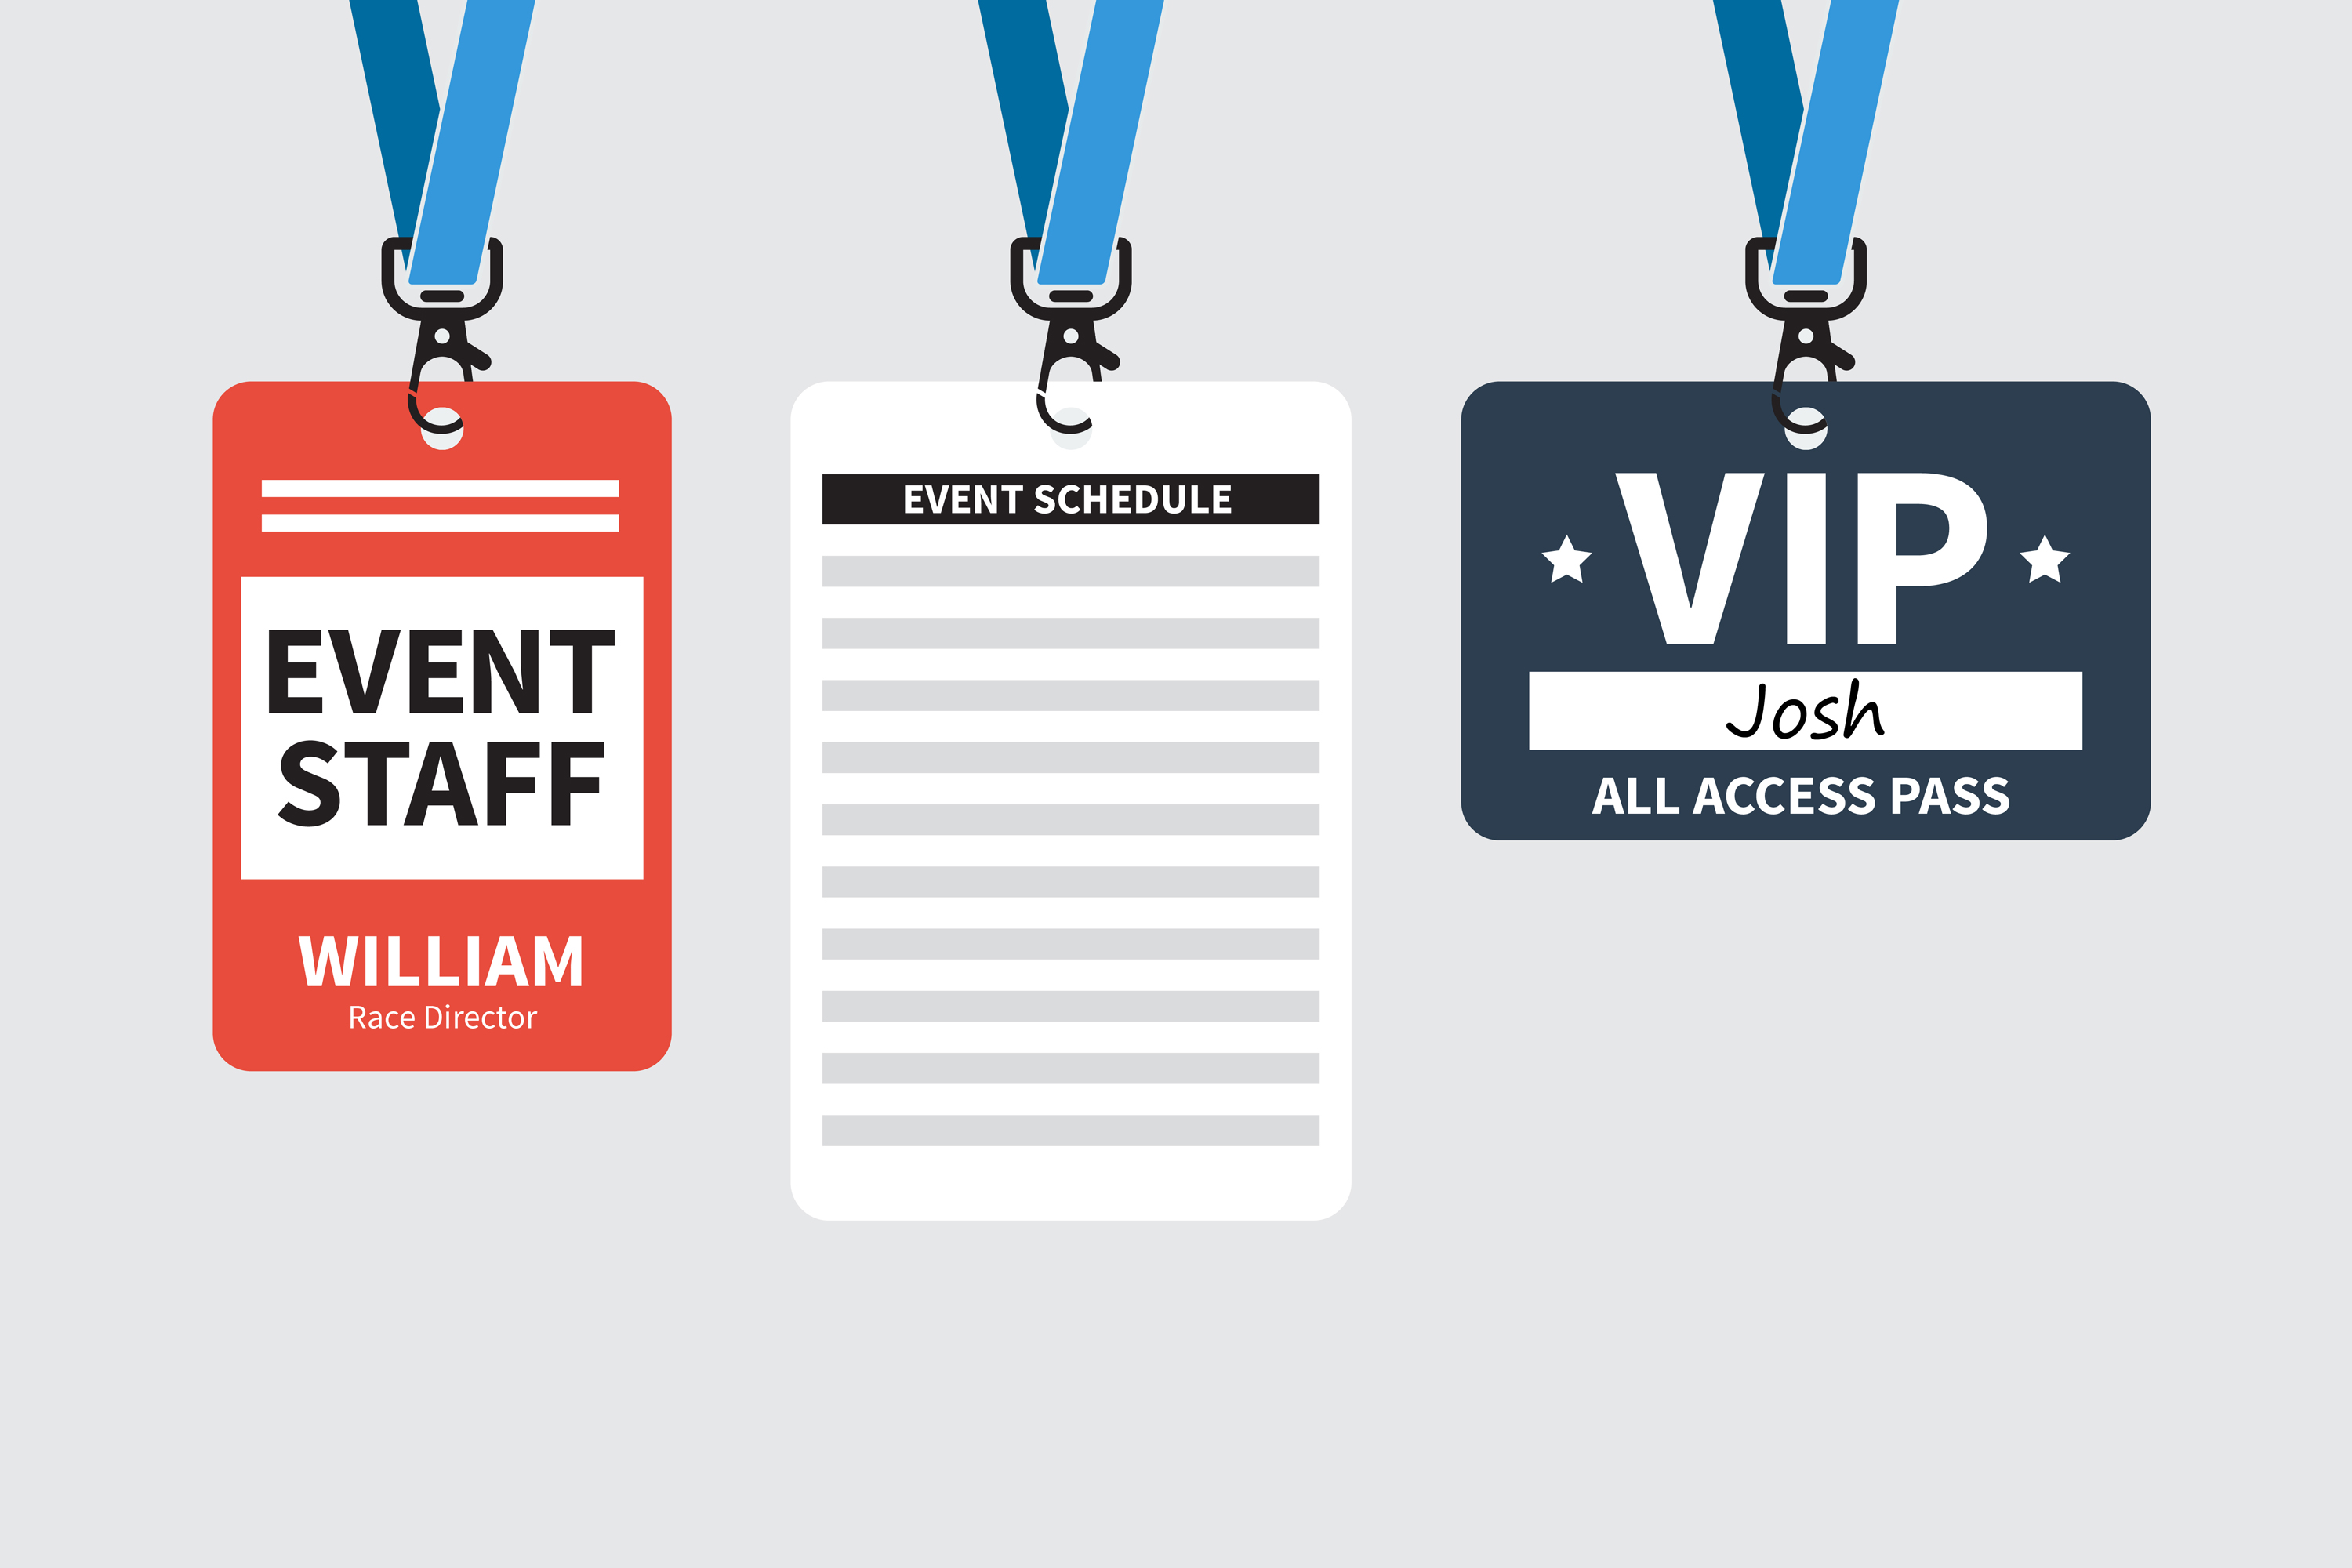 EVENT
STAFF
WILLIAM
Race Director
EVENT SCHEDULE
VIP
Josh
ALL ACCESS PASS